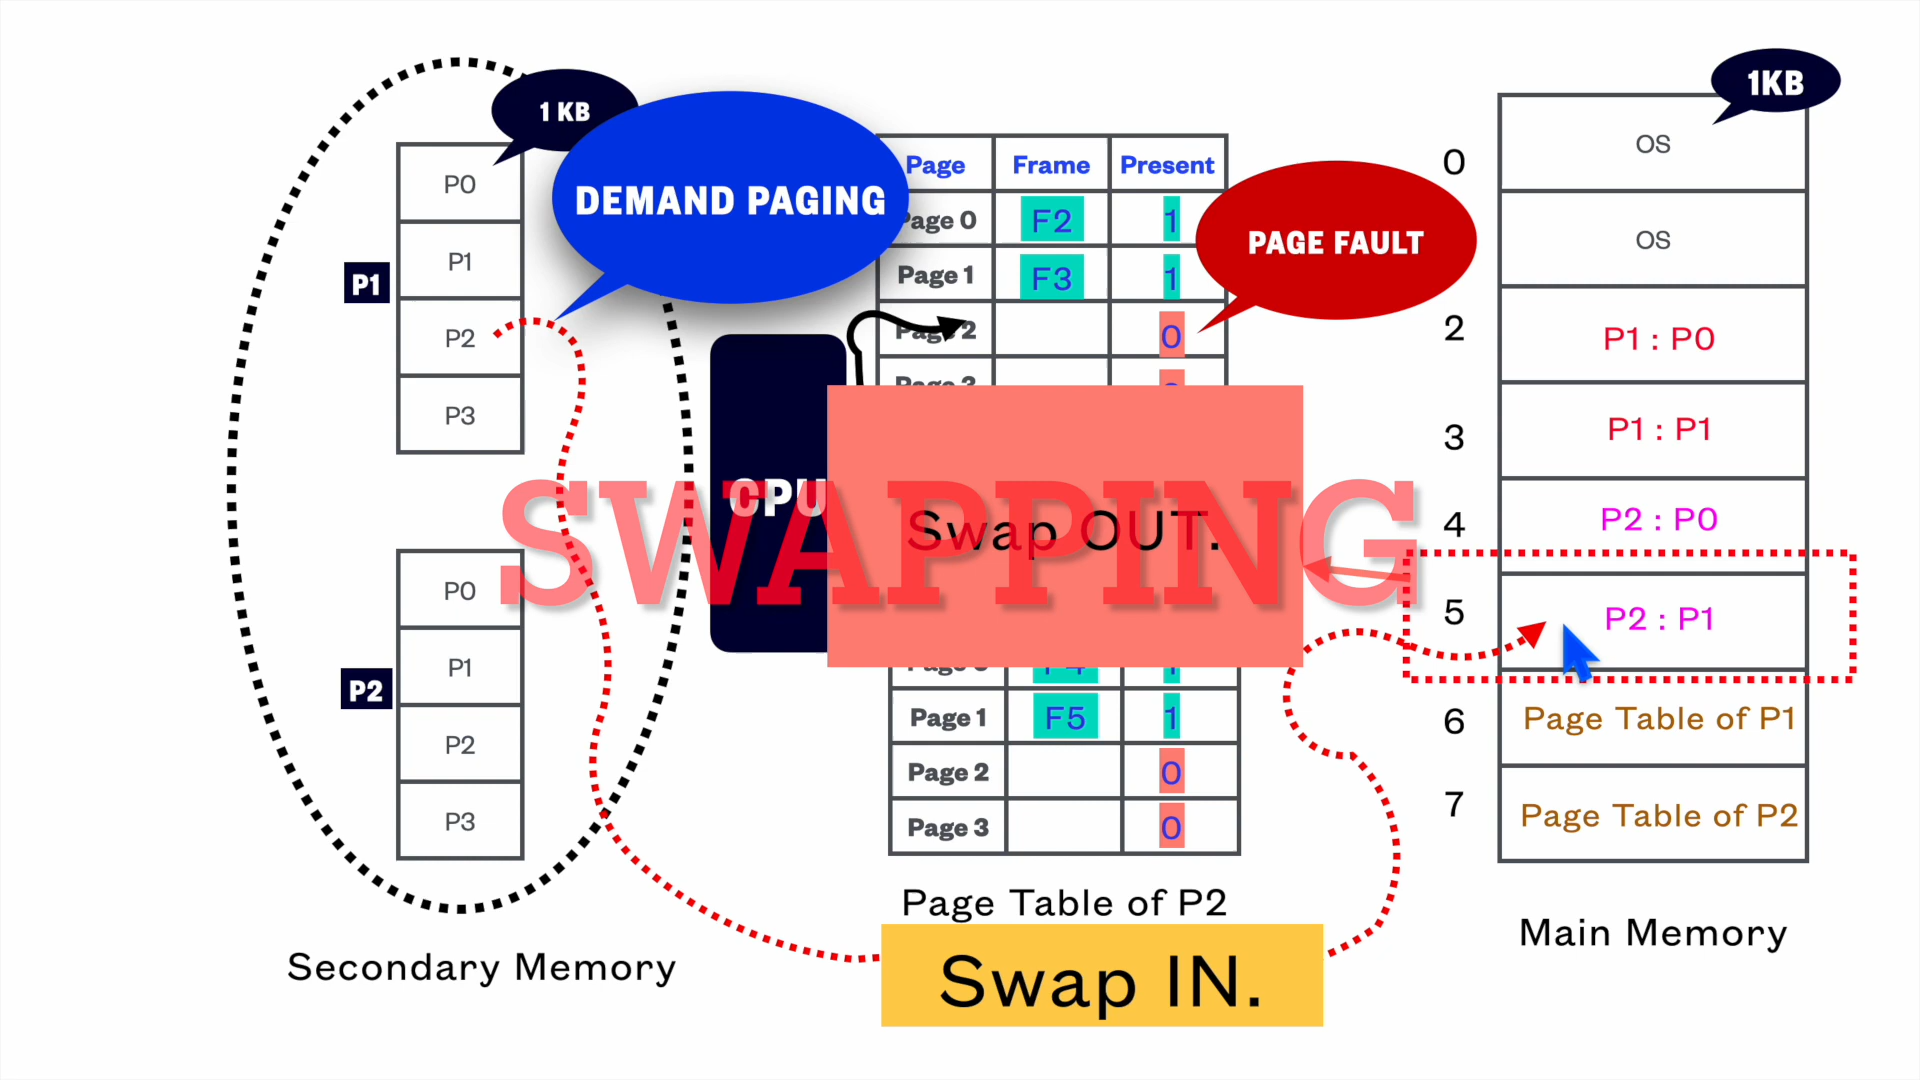 1 KB
P0
P1
P2
P3
P1
P0
P1
P2
P3
P2
Secondary Memory
DEMAND PAGING
CPU
Page Frame Present
Page 0 F2 1
Page 1 F3 1
Page 2 0
Page 3
PAGE FAULT
Swap OUT.
SWAPPING
Page 1 F5 1
Page 2 0
Page 3 0
Page Table of P2
Swap IN.
1KB
0 OS
OS
2 P1 : P0
3 P1 : P1
4 P2 : P0
5 P2 : P1
6 Page Table of P1
7 Page Table of P2
Main Memory